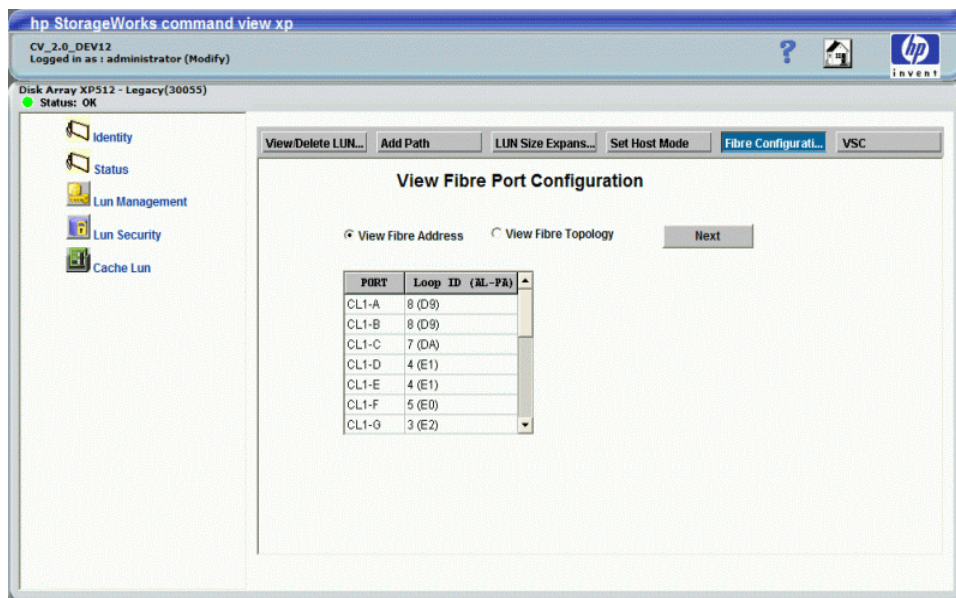 hp StorageWorks command view xp
CV_2.0_DEV12
Logged in as : administrator (Modify)
?
hp
invent
Disk Array XP512 - Legacy(30055)
Status: OK
Identity
Status
Lun Management
Lun Security
Cache Lun
View/Delete LUN... Add Path LUN Size Expans... Set Host Mode Fibre Configurati... VSC
View Fibre Port Configuration
View Fibre Address View Fibre Topology Next
PORT Loop ID (AL-PA)
CL1-A 8 (D9)
CL1-B 8 (D9)
CL1-C 7 (DA)
CL1-D 4 (E1)
CL1-E 4 (E1)
CL1-F 5 (E0)
CL1-G 3 (E2)